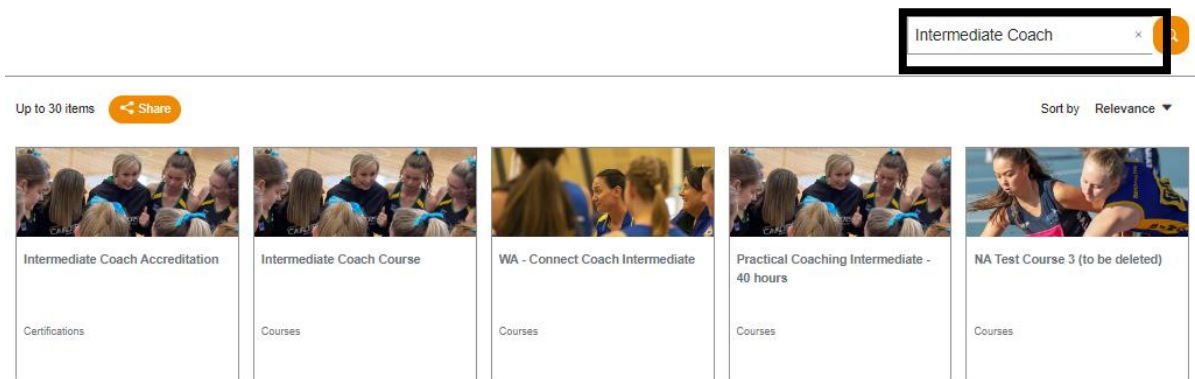 Intermediate Coach ×
Up to 30 items Share Sort by Relevance
Intermediate Coach Accreditation
Certifications
Intermediate Coach Course
Courses
WA - Connect Coach Intermediate
Courses
Practical Coaching Intermediate -
40 hours
Courses
NA Test Course 3 (to be deleted)
Courses